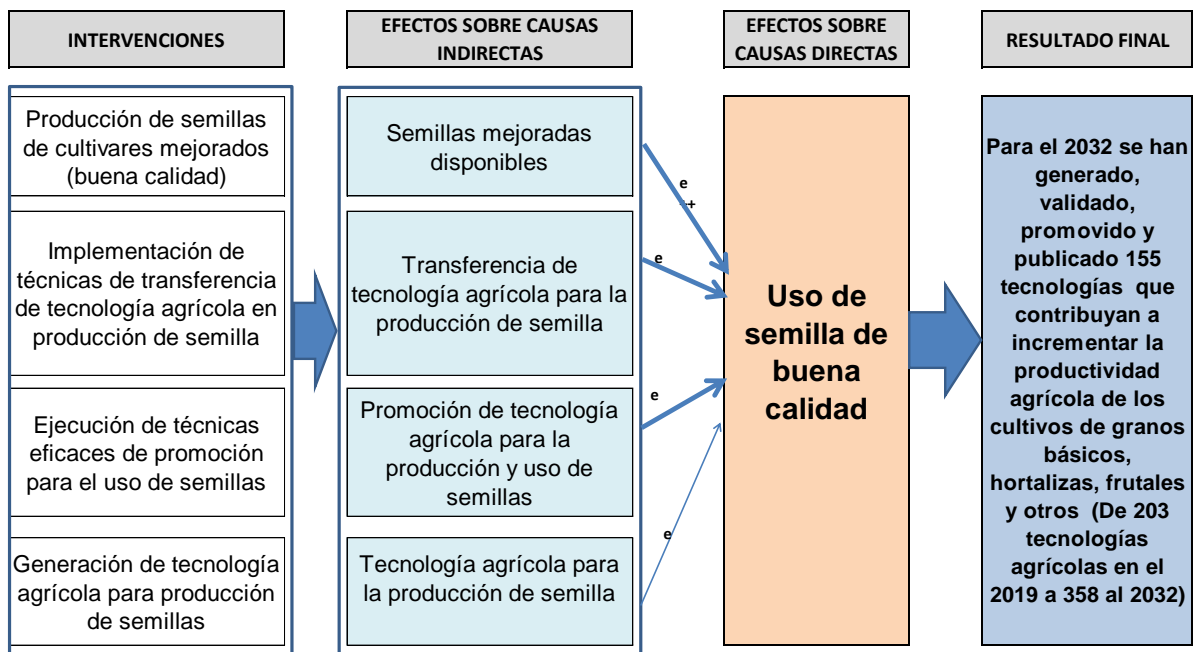 INTERVENCIONES
EFECTOS SOBRE CAUSAS
INDIRECTAS
EFECTOS SOBRE
CAUSAS DIRECTAS
RESULTADO FINAL
Producción de semillas
de cultivares mejorados
(buena calidad)
Implementación de
técnicas de transferencia
de tecnología agrícola en
producción de semilla
Ejecución de técnicas
eficaces de promoción
para el uso de semillas
Generación de tecnología
agrícola para producción
de semillas
Semillas mejoradas
disponibles
Transferencia de
tecnología agrícola para la
producción de semilla
Promoción de tecnología
agrícola para la
producción y uso de
semillas
Tecnología agrícola para
la producción de semilla
e
++
e
e
e
Uso de
semilla de
buena
calidad
Para el 2032 se han
generado,
validado,
promovido y
publicado 155
tecnologías que
contribuyan a
incrementar la
productividad
agrícola de los
cultivos de granos
básicos,
hortalizas, frutales
y otros (De 203
tecnologías
agrícolas en el
2019 a 358 al 2032)